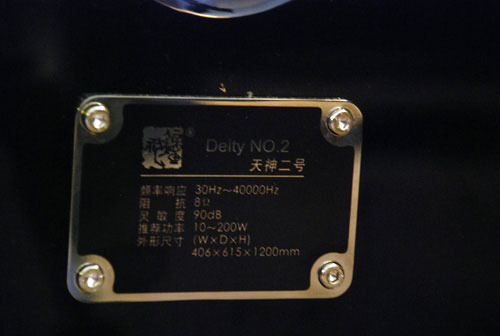 ®
Deity NO.2
天神二号
频率响应 30Hz～40000Hz
阻 抗 8Ω
灵 敏 度 90dB
推荐功率 10～200W
外形尺寸 (W×D×H)
406×615×1200mm